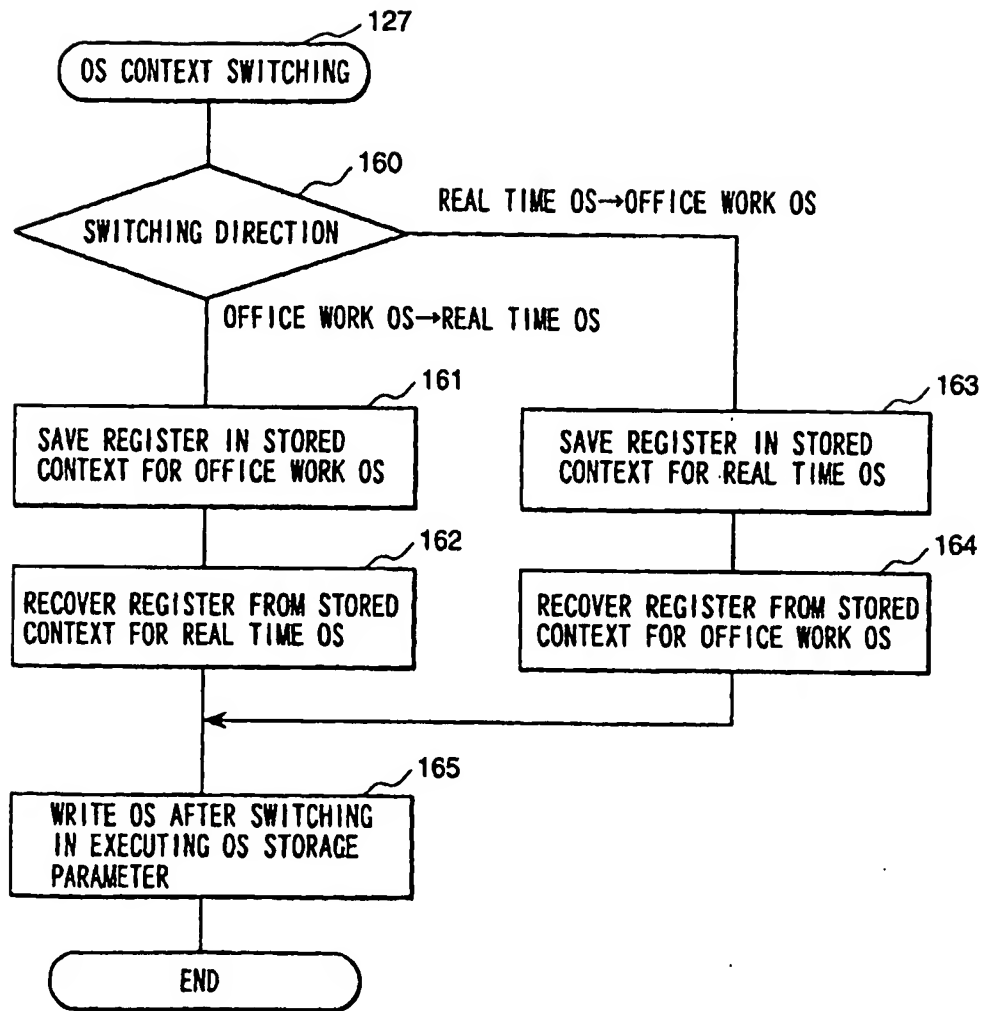 127
OS CONTEXT SWITCHING
160
SWITCHING DIRECTION
REAL TIME OS→OFFICE WORK OS
OFFICE WORK OS→REAL TIME OS
161
SAVE REGISTER IN STORED
CONTEXT FOR OFFICE WORK OS
163
SAVE REGISTER IN STORED
CONTEXT FOR REAL TIME OS
162
RECOVER REGISTER FROM STORED
CONTEXT FOR REAL TIME OS
164
RECOVER REGISTER FROM STORED
CONTEXT FOR OFFICE WORK OS
165
WRITE OS AFTER SWITCHING
IN EXECUTING OS STORAGE
PARAMETER
END